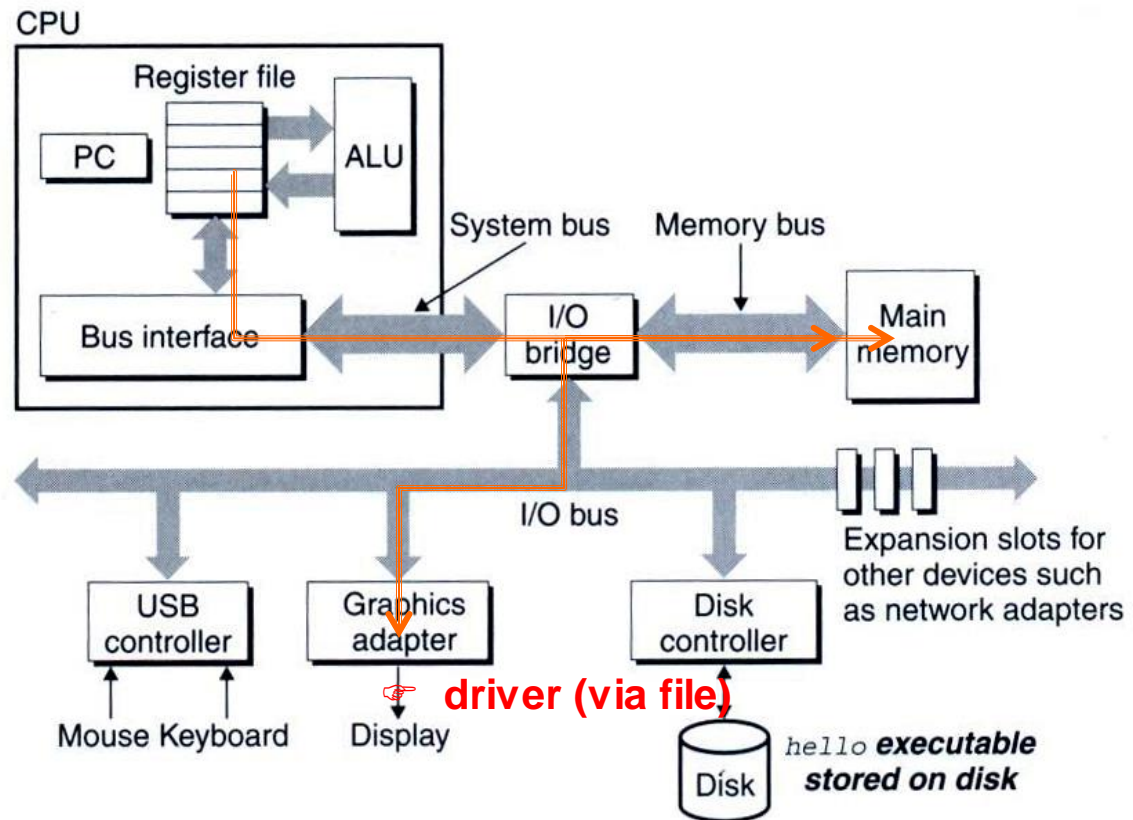 CPU
Register file
PC
ALU
System bus
Memory bus
Bus interface
I/O
bridge
Main
memory
I/O bus
Expansion slots for
other devices such
as network adapters
USB
controller
Graphics
adapter
Disk
controller
☞ driver (via file)
Mouse Keyboard
Display
Disk
hello executable
stored on disk